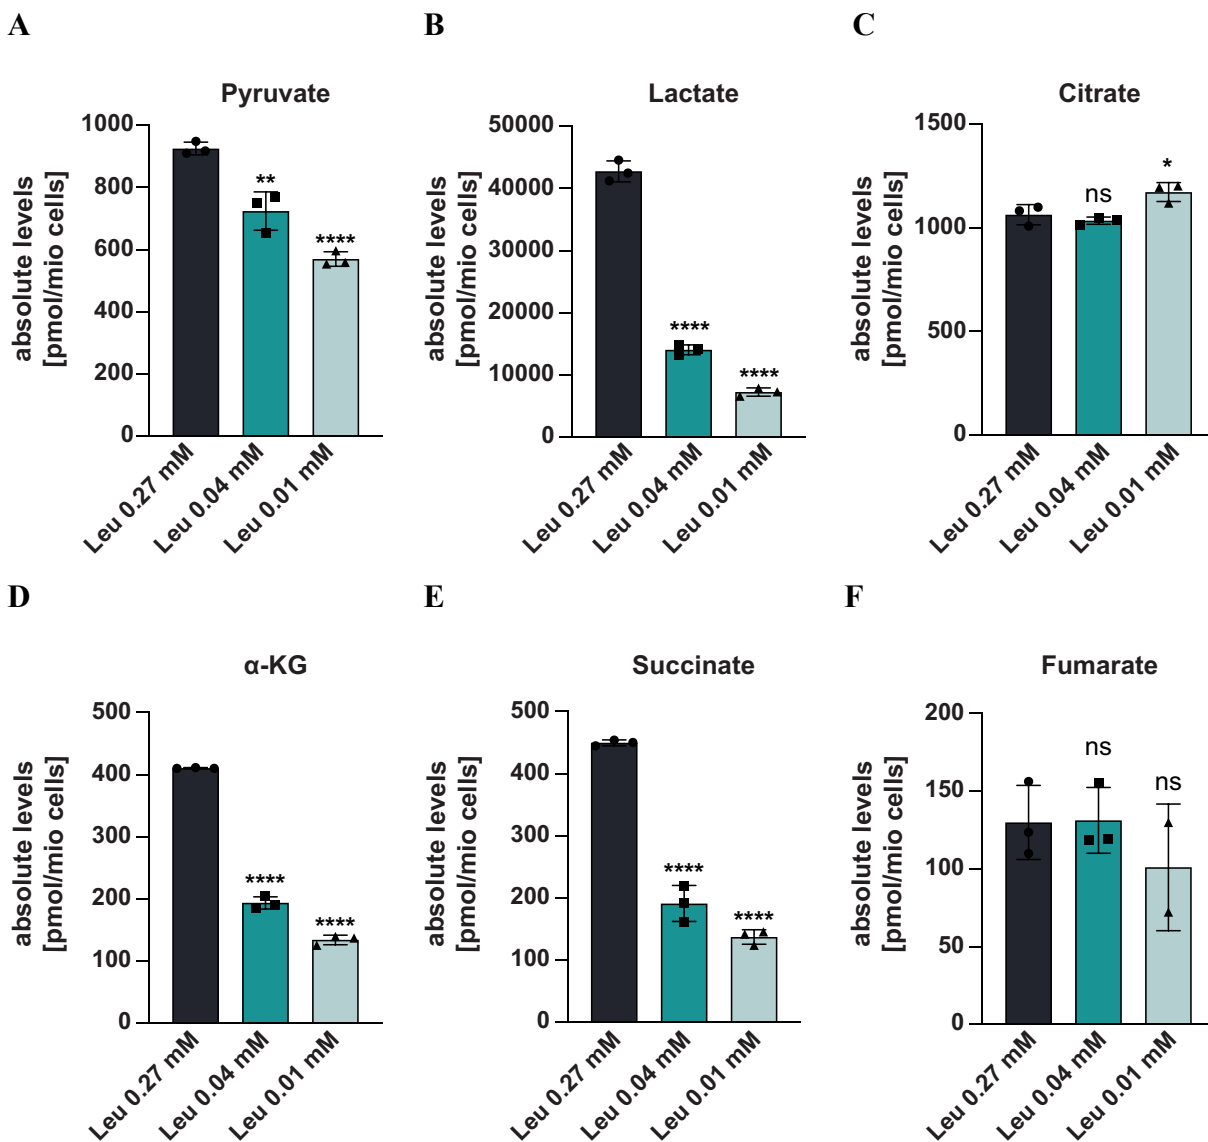 A
B
C
Pyruvate
Lactate
Citrate
absolute levels
[pmol/mio cells]
1000
800
600
400
200
0
**
****
Leu 0.27 mM
Leu 0.04 mM
Leu 0.01 mM
absolute levels
[pmol/mio cells]
50000
40000
30000
20000
10000
0
****
****
Leu 0.27 mM
Leu 0.04 mM
Leu 0.01 mM
absolute levels
[pmol/mio cells]
1500
1000
500
0
ns
*
Leu 0.27 mM
Leu 0.04 mM
Leu 0.01 mM
D
E
F
α-KG
Succinate
Fumarate
absolute levels
[pmol/mio cells]
500
400
300
200
100
0
****
****
Leu 0.27 mM
Leu 0.04 mM
Leu 0.01 mM
absolute levels
[pmol/mio cells]
500
400
300
200
100
0
****
****
Leu 0.27 mM
Leu 0.04 mM
Leu 0.01 mM
absolute levels
[pmol/mio cells]
200
150
100
50
0
ns
ns
Leu 0.27 mM
Leu 0.04 mM
Leu 0.01 mM